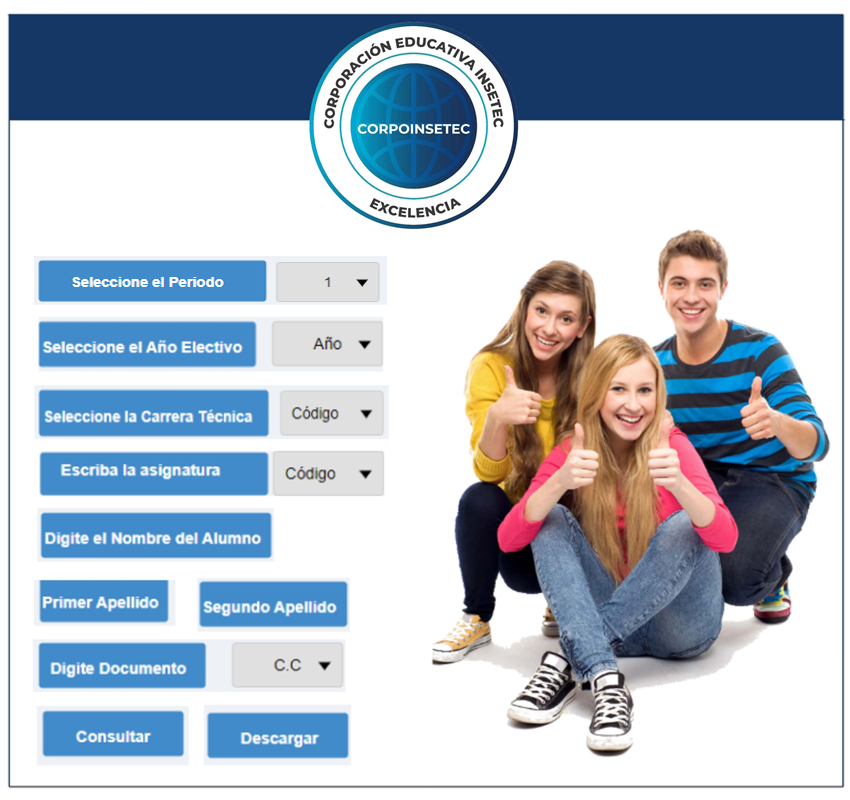 CORPORACIÓN EDUCATIVA INSETEC
CORPOINSETEC
EXCELENCIA
Seleccione el Periodo 1
Seleccione el Año Electivo Año
Seleccione la Carrera Técnica Código
Escriba la asignatura Código
Digite el Nombre del Alumno
Primer Apellido Segundo Apellido
Digite Documento C.C
Consultar Descargar